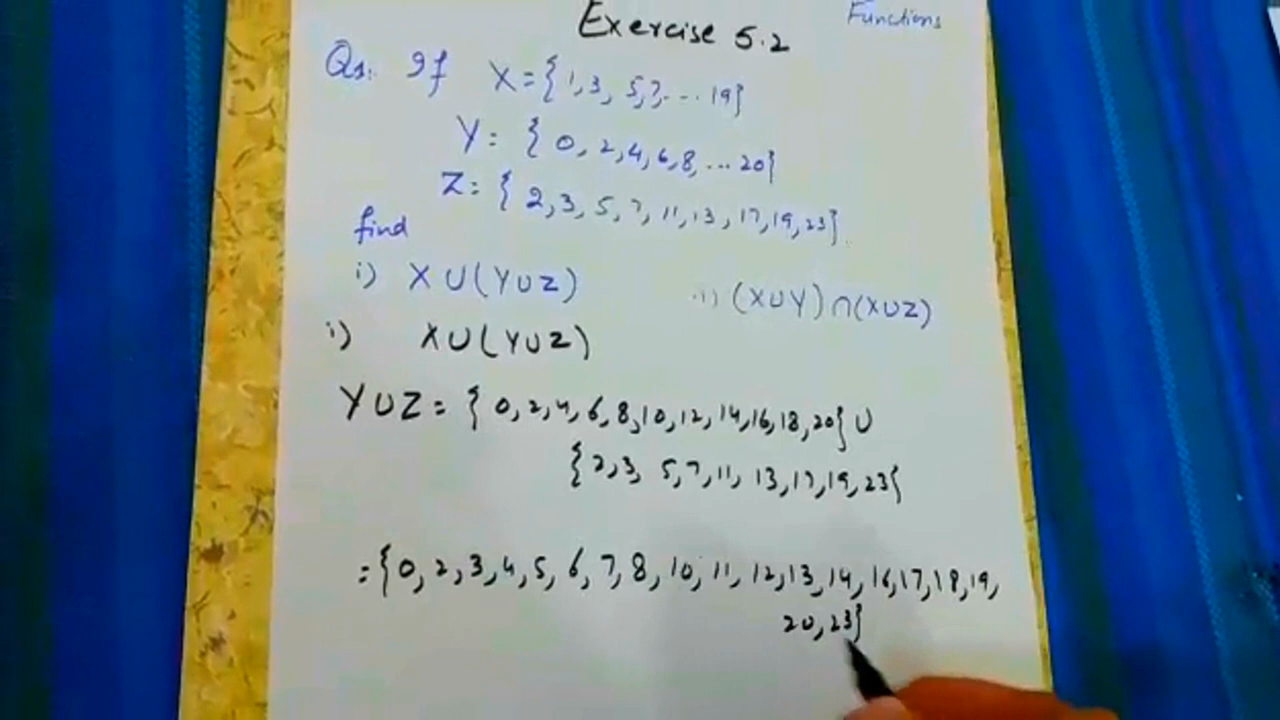 Functions
Exercise 5.2
Q1. If X = {1,3, 5,7,... 19}
Y = { 0, 2,4,6,8,...20}
Z = { 2,3,5,7,11,13,17,19,23}
find
i) X∪(Y∪Z) ii) (X∪Y)∩(X∪Z)
i) X∪(Y∪Z)
Y∪Z = { 0,2,4,6,8,10,12,14,16,18,20} ∪
{2,3, 5,7,11, 13,17,19,23}
= {0,2,3,4,5,6,7,8,10,11,12,13,14,16,17,18,19,
20,23}